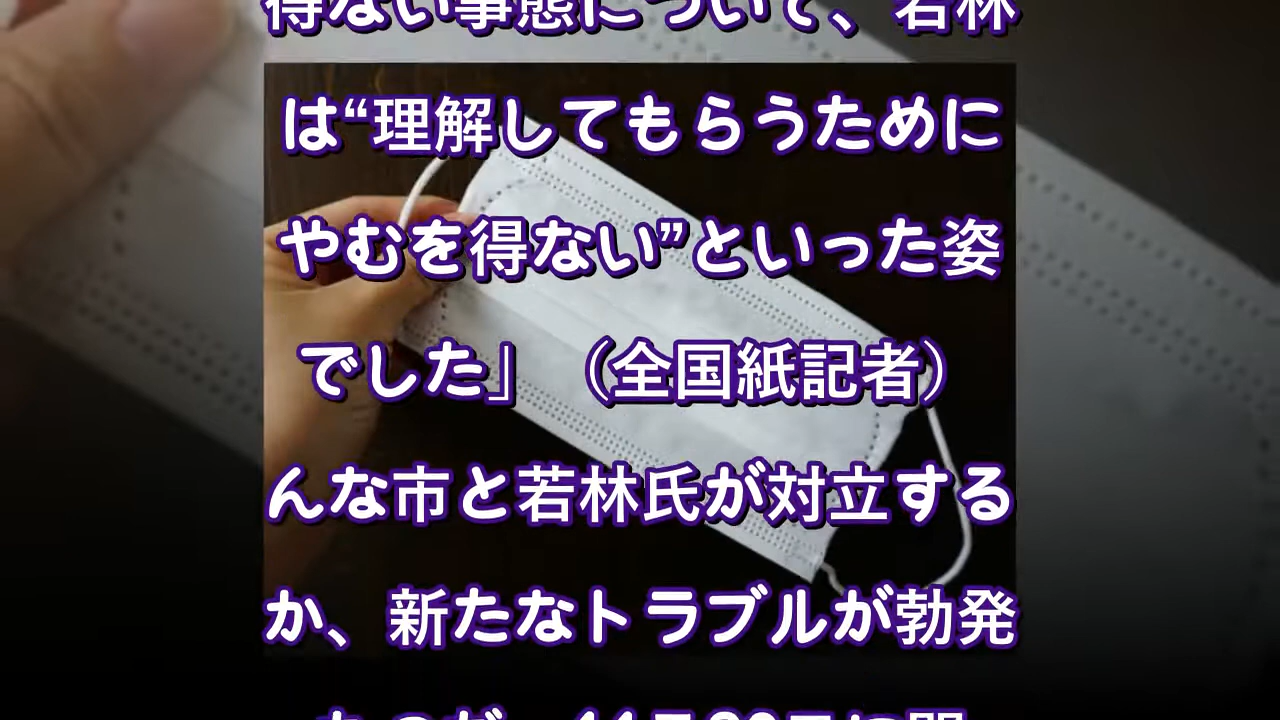 得ない事態について、若林
は“理解してもらうために
やむを得ない”といった姿
でした」（全国紙記者）
んな市と若林氏が対立する
か、新たなトラブルが勃発